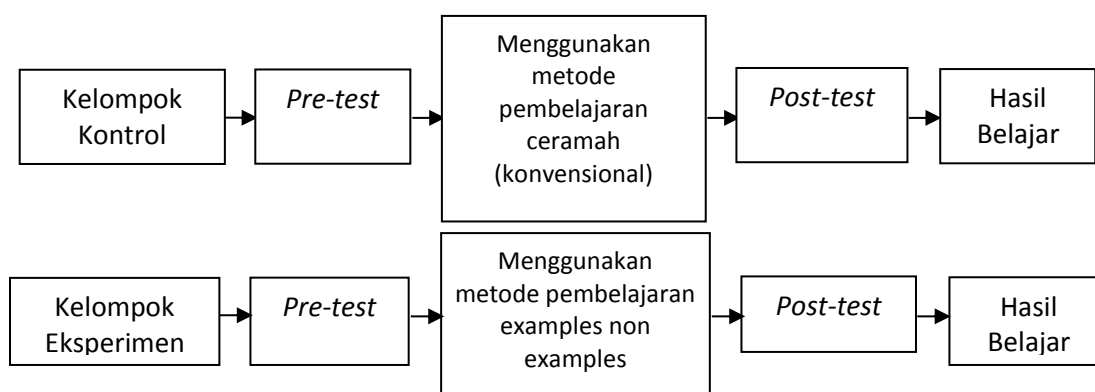 Kelompok
Kontrol
Pre-test
Menggunakan
metode
pembelajaran
ceramah
(konvensional)
Post-test
Hasil
Belajar
Kelompok
Eksperimen
Pre-test
Menggunakan
metode pembelajaran
examples non
examples
Post-test
Hasil
Belajar